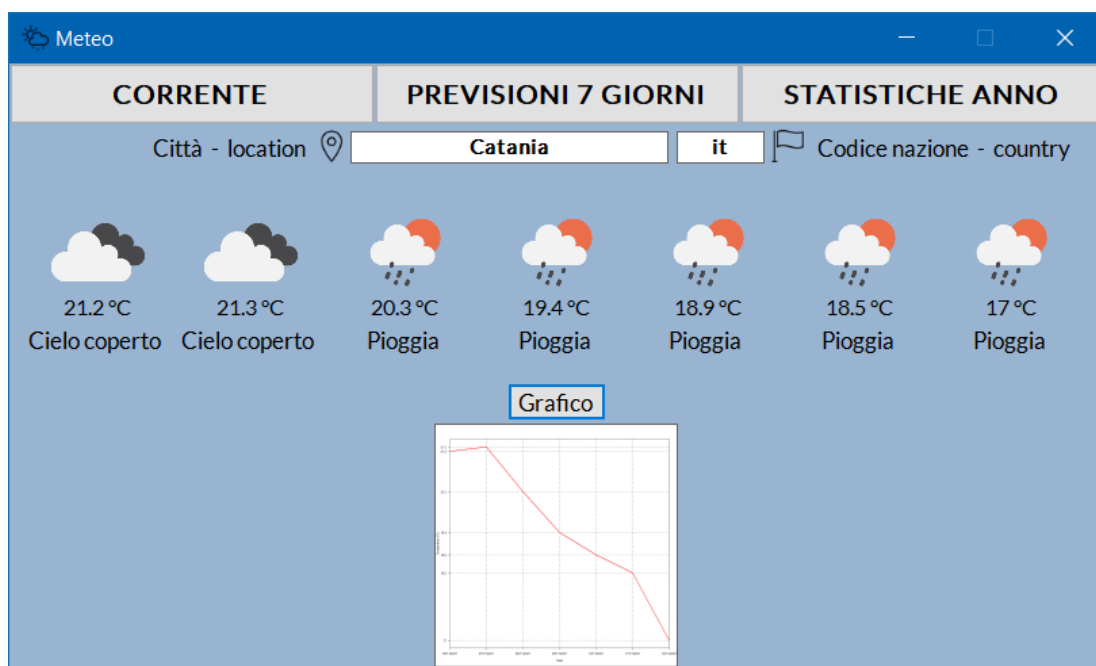 Meteo
CORRENTE PREVISIONI 7 GIORNI STATISTICHE ANNO
Città - location Catania it Codice nazione - country
21.2 °C 21.3 °C 20.3 °C 19.4 °C 18.9 °C 18.5 °C 17 °C
Cielo coperto Cielo coperto Pioggia Pioggia Pioggia Pioggia Pioggia
Grafico